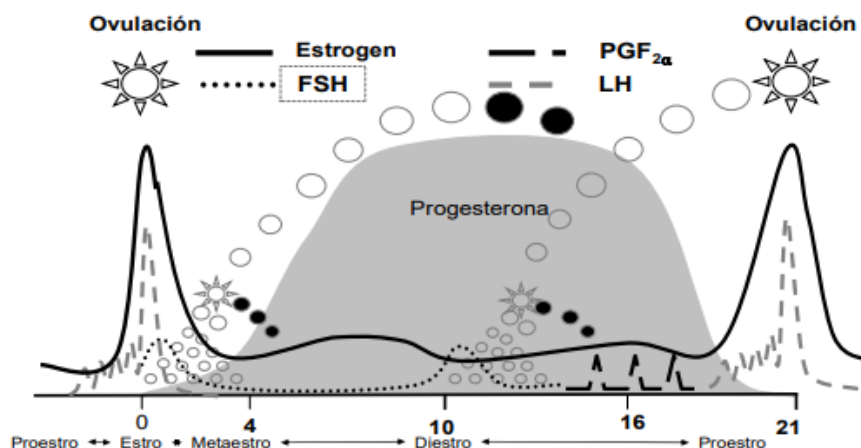 Ovulación Ovulación
Estrogen PGF2α
FSH LH
Progesterona
0 4 10 16 21
Proestro Estro Metaestro Diestro Proestro